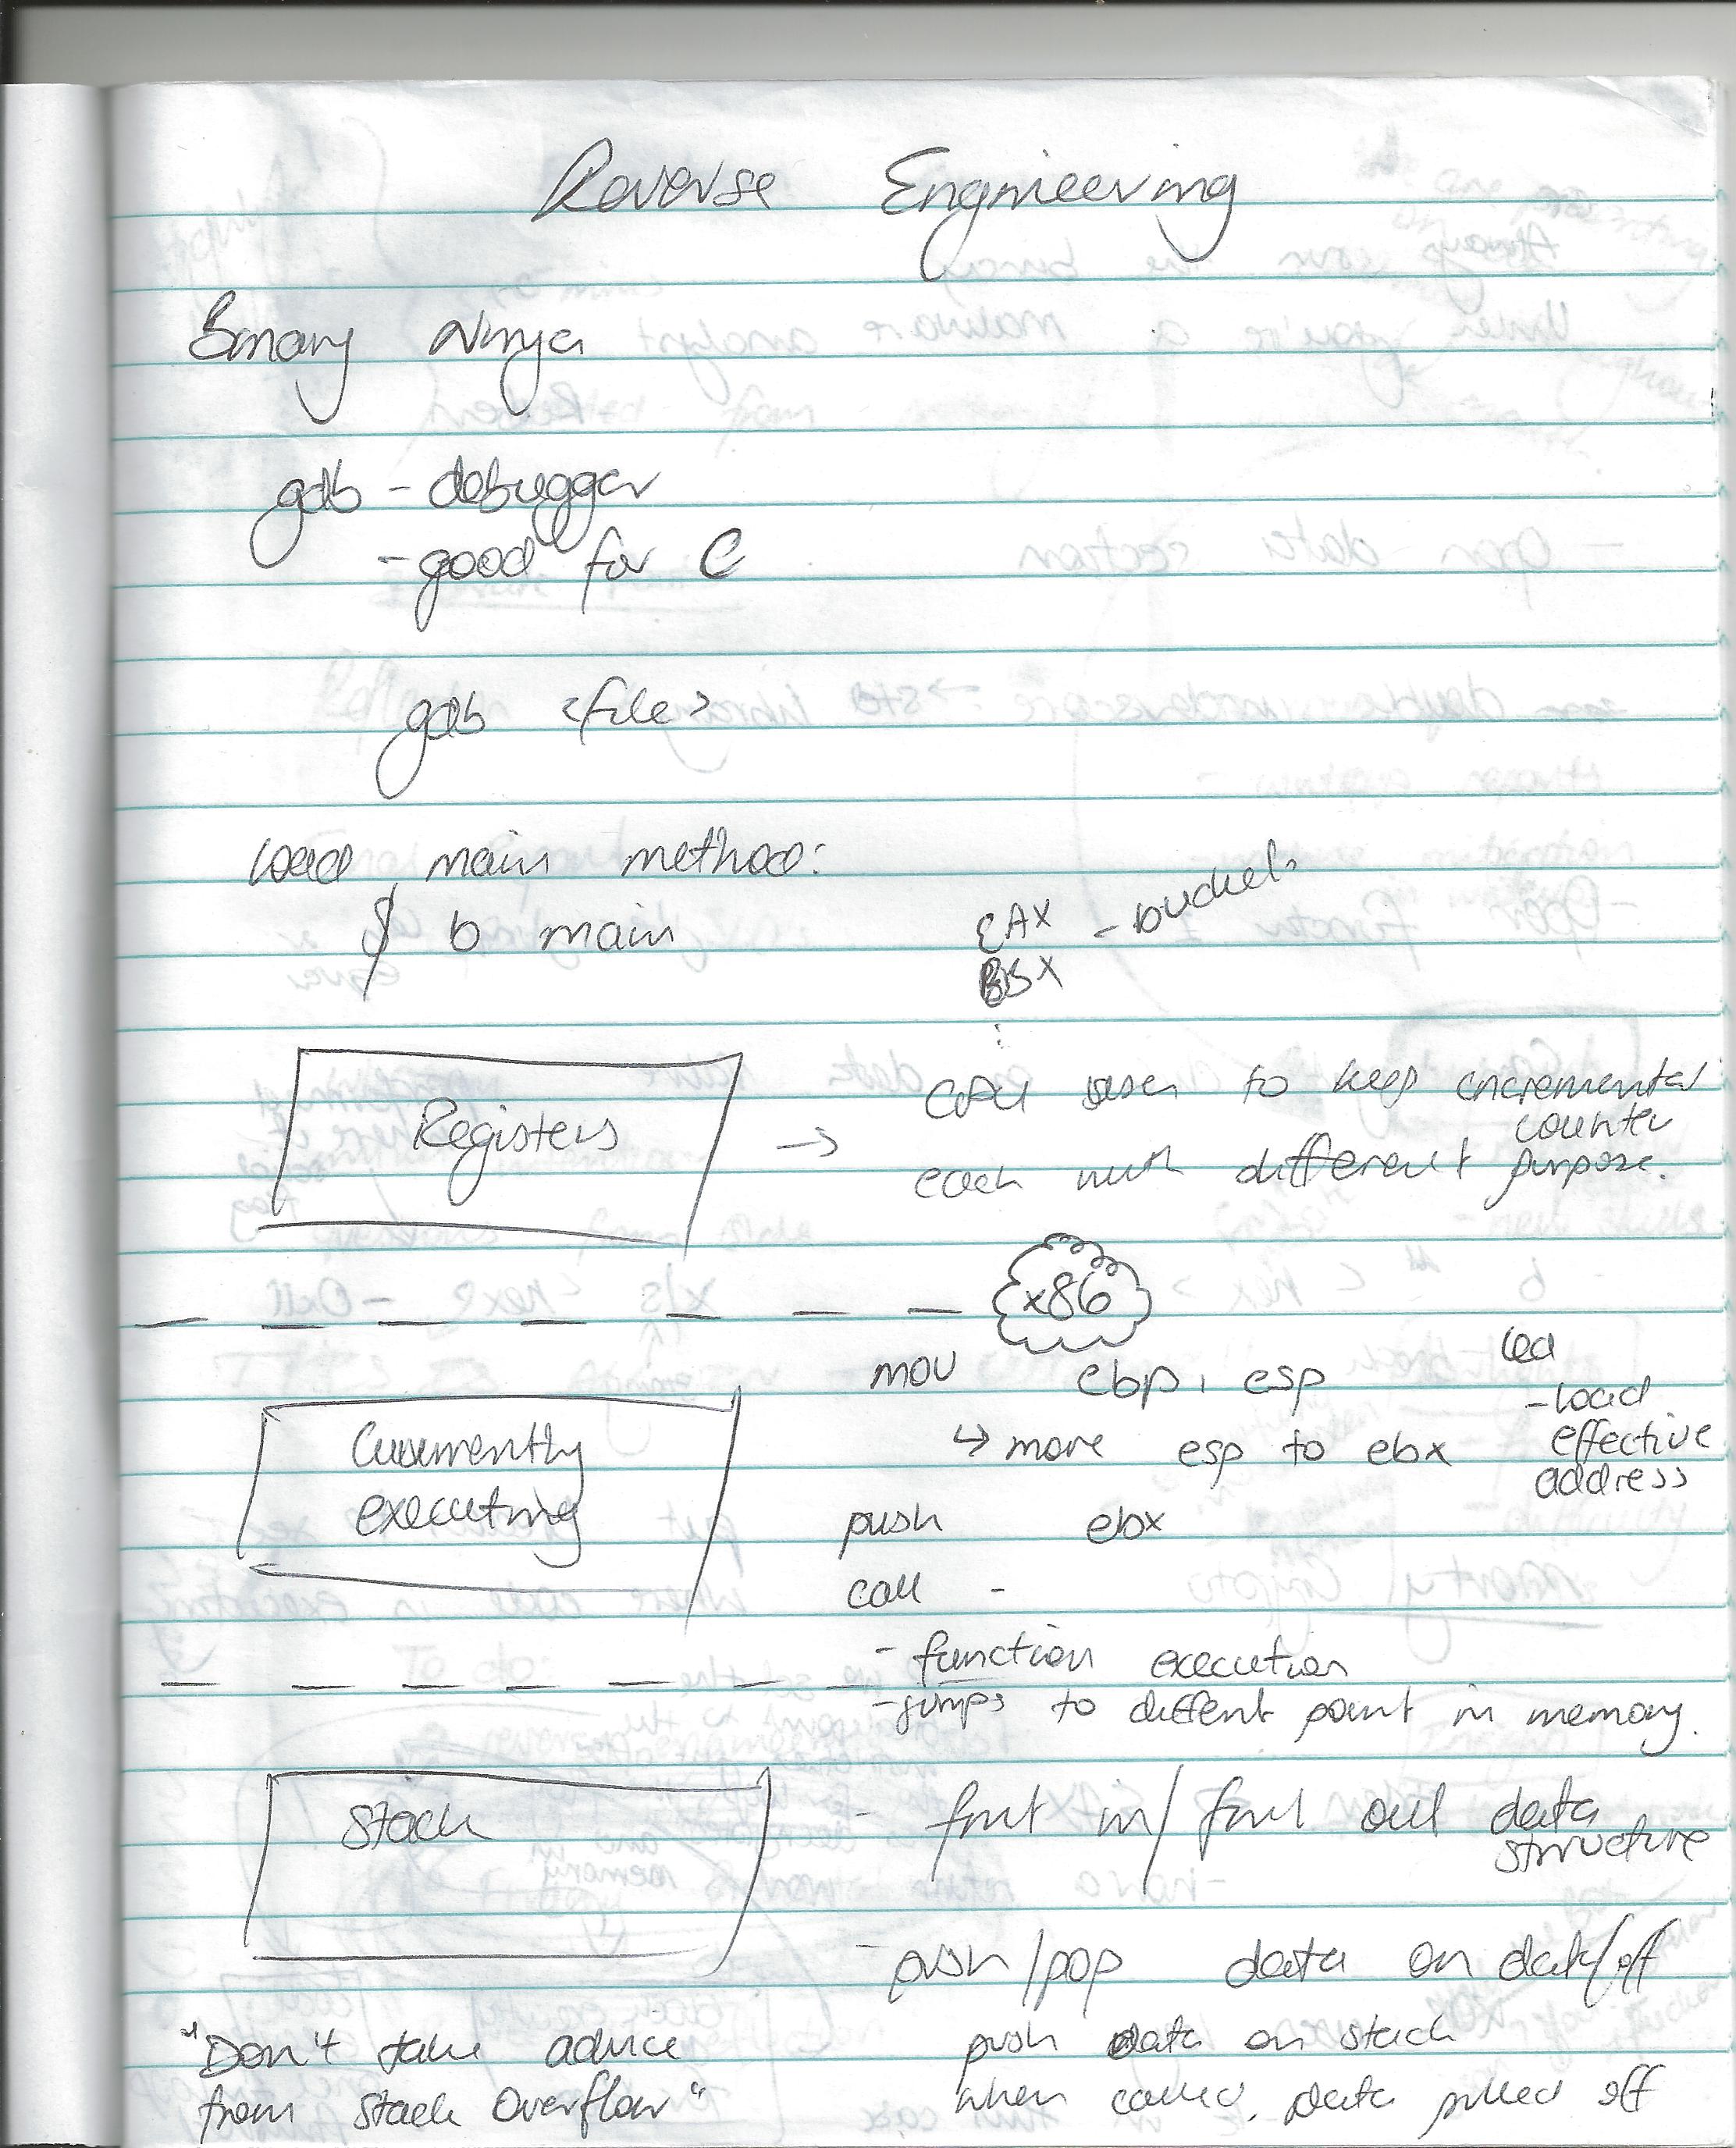 Reverse Engineering
Binary Ninja
gdb - debugger
- good for C
gdb <file>
load main method:
$ b main
EAX - buckets
BSX
:
Registers
→ CPU uses to keep incremental
counter
each with different purpose.
x86
mov ebp, esp
↳ move esp to ebx
lea
- load
effective
address
Currently
executing
push ebx
call -
- function execution
- jumps to different point in memory.
Stack
- first in/ first out data
structure
- push/pop data on /off
push data on stack
when called, data pulled off
"Don't take advice
from Stack Overflow"